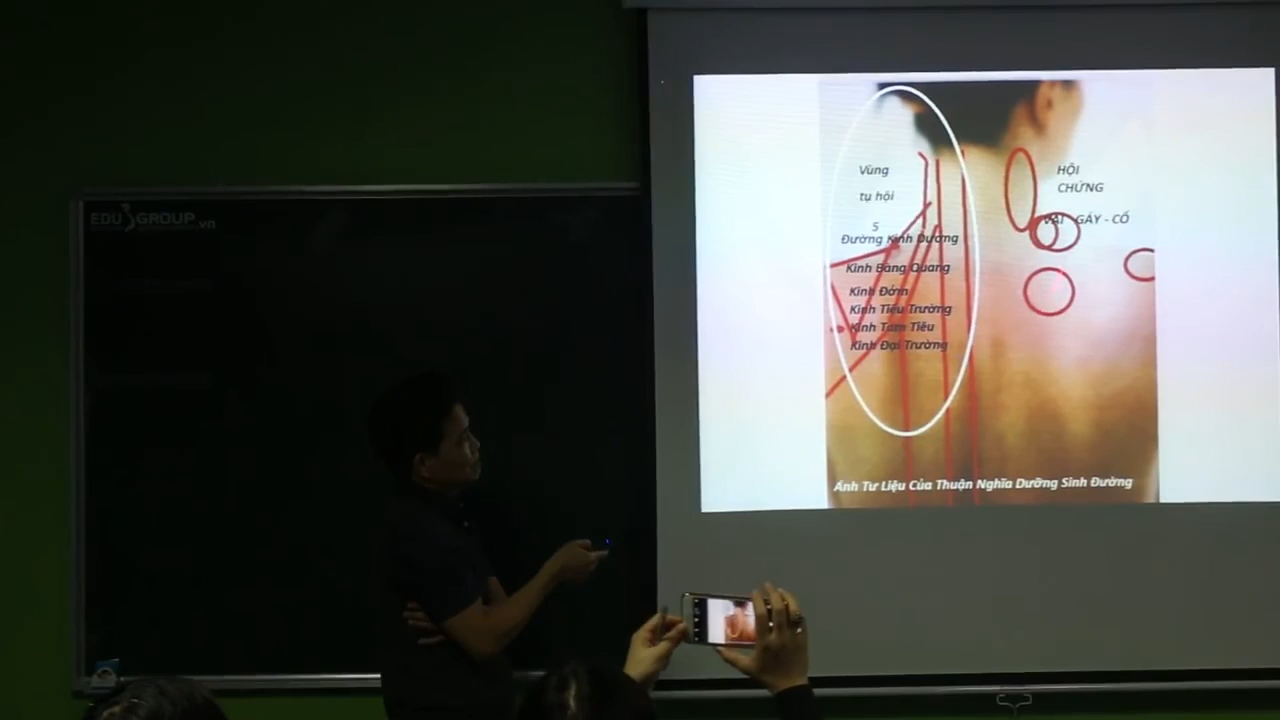 EDU GROUP.vn
Vùng
tụ hội
5
Đường Kinh Dương
Kinh Bàng Quang
Kinh Đởm
Kinh Tiểu Trường
Kinh Tam Tiêu
Kinh Đại Trường
HỘI
CHỨNG
VAI - GÁY - CỔ
Ảnh Tư Liệu Của Thuận Nghĩa Dưỡng Sinh Đường